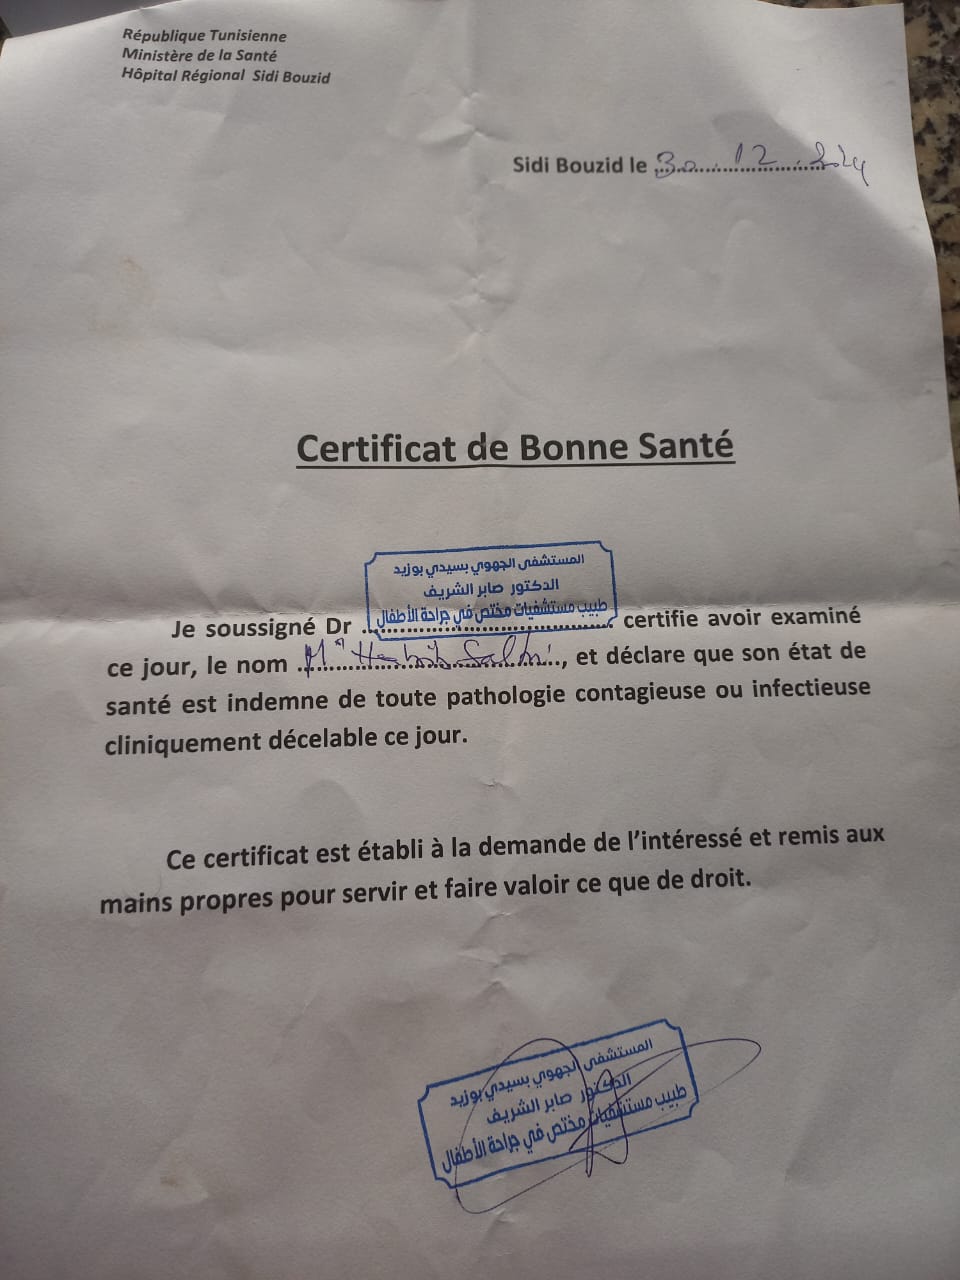 République Tunisienne
Ministère de la Santé
Hôpital Régional Sidi Bouzid
Sidi Bouzid le 30 12 2024
Certificat de Bonne Santé
المستشفى الجهوي بسيدي بوزيد
الدكتور صابر الشريف
طبيب مستشفيات مختص في جراحة الأطفال
Je soussigné Dr ........................................ certifie avoir examiné
ce jour, le nom ........................................, et déclare que son état de
santé est indemne de toute pathologie contagieuse ou infectieuse
cliniquement décelable ce jour.
Ce certificat est établi à la demande de l’intéressé et remis aux
mains propres pour servir et faire valoir ce que de droit.
المستشفى الجهوي بسيدي بوزيد
الدكتور صابر الشريف
طبيب مستشفيات مختص في جراحة الأطفال